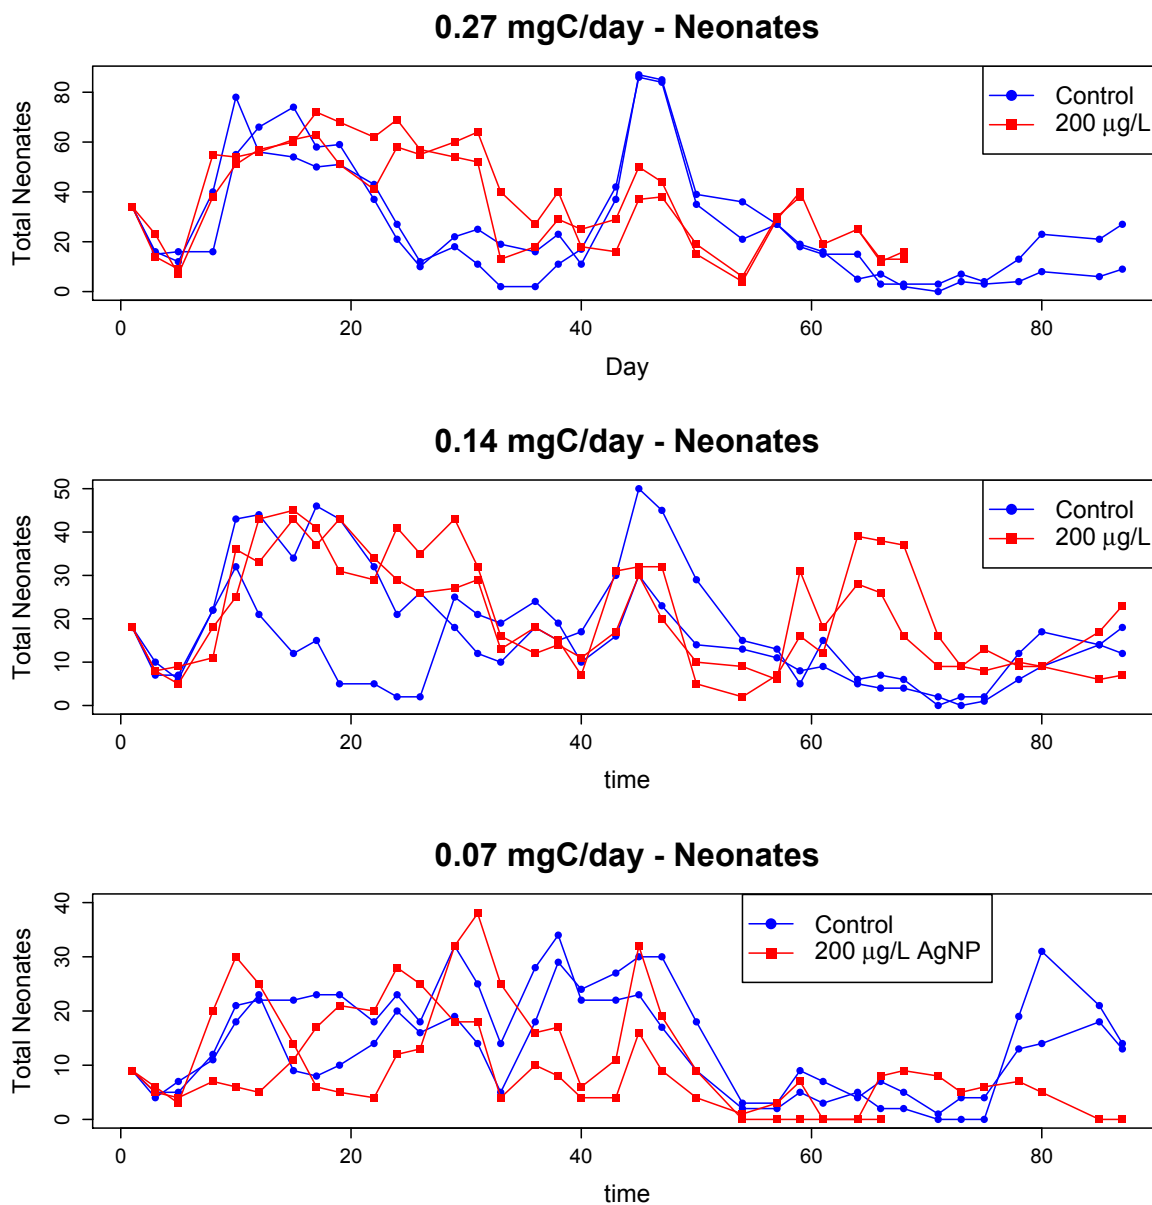 0.27 mgC/day - Neonates
Total Neonates
0 20 40 60 80
Control
200 µg/L
0 20 40 60 80
Day
0.14 mgC/day - Neonates
Total Neonates
0 10 20 30 40 50
Control
200 µg/L
0 20 40 60 80
time
0.07 mgC/day - Neonates
Total Neonates
0 10 20 30 40
Control
200 µg/L AgNP
0 20 40 60 80
time